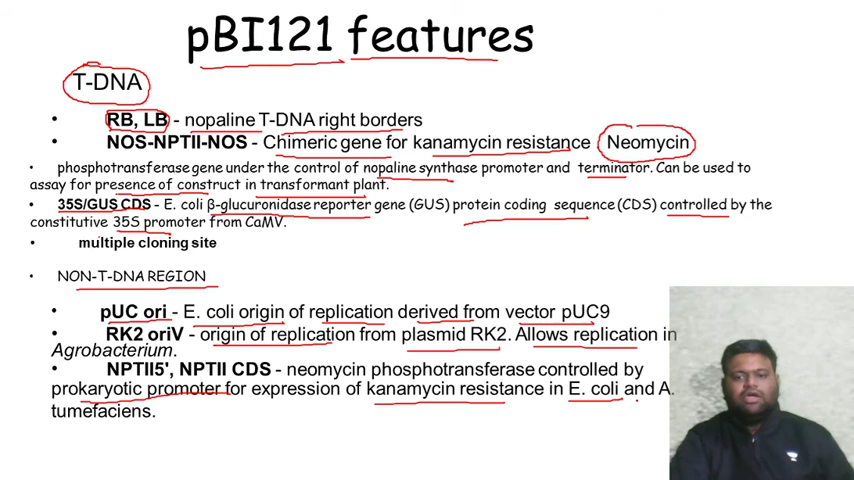 pBI121 features
T-DNA
• RB, LB - nopaline T-DNA right borders
• NOS-NPTII-NOS - Chimeric gene for kanamycin resistance Neomycin
• phosphotransferase gene under the control of nopaline synthase promoter and terminator. Can be used to
assay for presence of construct in transformant plant.
• 35S/GUS CDS - E. coli β-glucuronidase reporter gene (GUS) protein coding sequence (CDS) controlled by the
constitutive 35S promoter from CaMV.
• multiple cloning site
• NON-T-DNA REGION
• pUC ori - E. coli origin of replication derived from vector pUC9
• RK2 oriV - origin of replication from plasmid RK2. Allows replication in
Agrobacterium.
• NPTII5', NPTII CDS - neomycin phosphotransferase controlled by
prokaryotic promoter for expression of kanamycin resistance in E. coli and A.
tumefaciens.